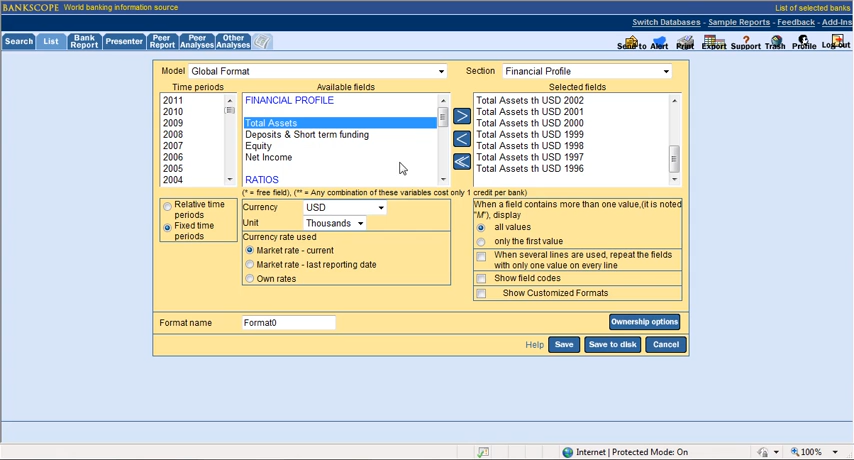 BANKSCOPE World banking information source List of selected banks
Switch Databases - Sample Reports - Feedback - Add-Ins
Search List Bank Report Presenter Peer Report Peer Analyses Other Analyses
Send to Alert Print Export Support Trash Profile Log out
Model Global Format Section Financial Profile
Time periods Available fields Selected fields
2011 FINANCIAL PROFILE Total Assets th USD 2002
2010 Total Assets th USD 2001
2009 Total Assets Total Assets th USD 2000
2008 Deposits & Short term funding Total Assets th USD 1999
2007 Equity Total Assets th USD 1998
2006 Net Income Total Assets th USD 1997
2005 Total Assets th USD 1996
2004 RATIOS
> < «
(* = free field), (** = Any combination of these variables cost only 1 credit per bank)
Relative time periods
Fixed time periods
Currency USD
Unit Thousands
Currency rate used
Market rate - current
Market rate - last reporting date
Own rates
When a field contains more than one value,(it is noted
"M"), display
all values
only the first value
When several lines are used, repeat the fields
with only one value on every line
Show field codes
Show Customized Formats
Format name Format0 Ownership options
Help Save Save to disk Cancel
Internet | Protected Mode: On 100%